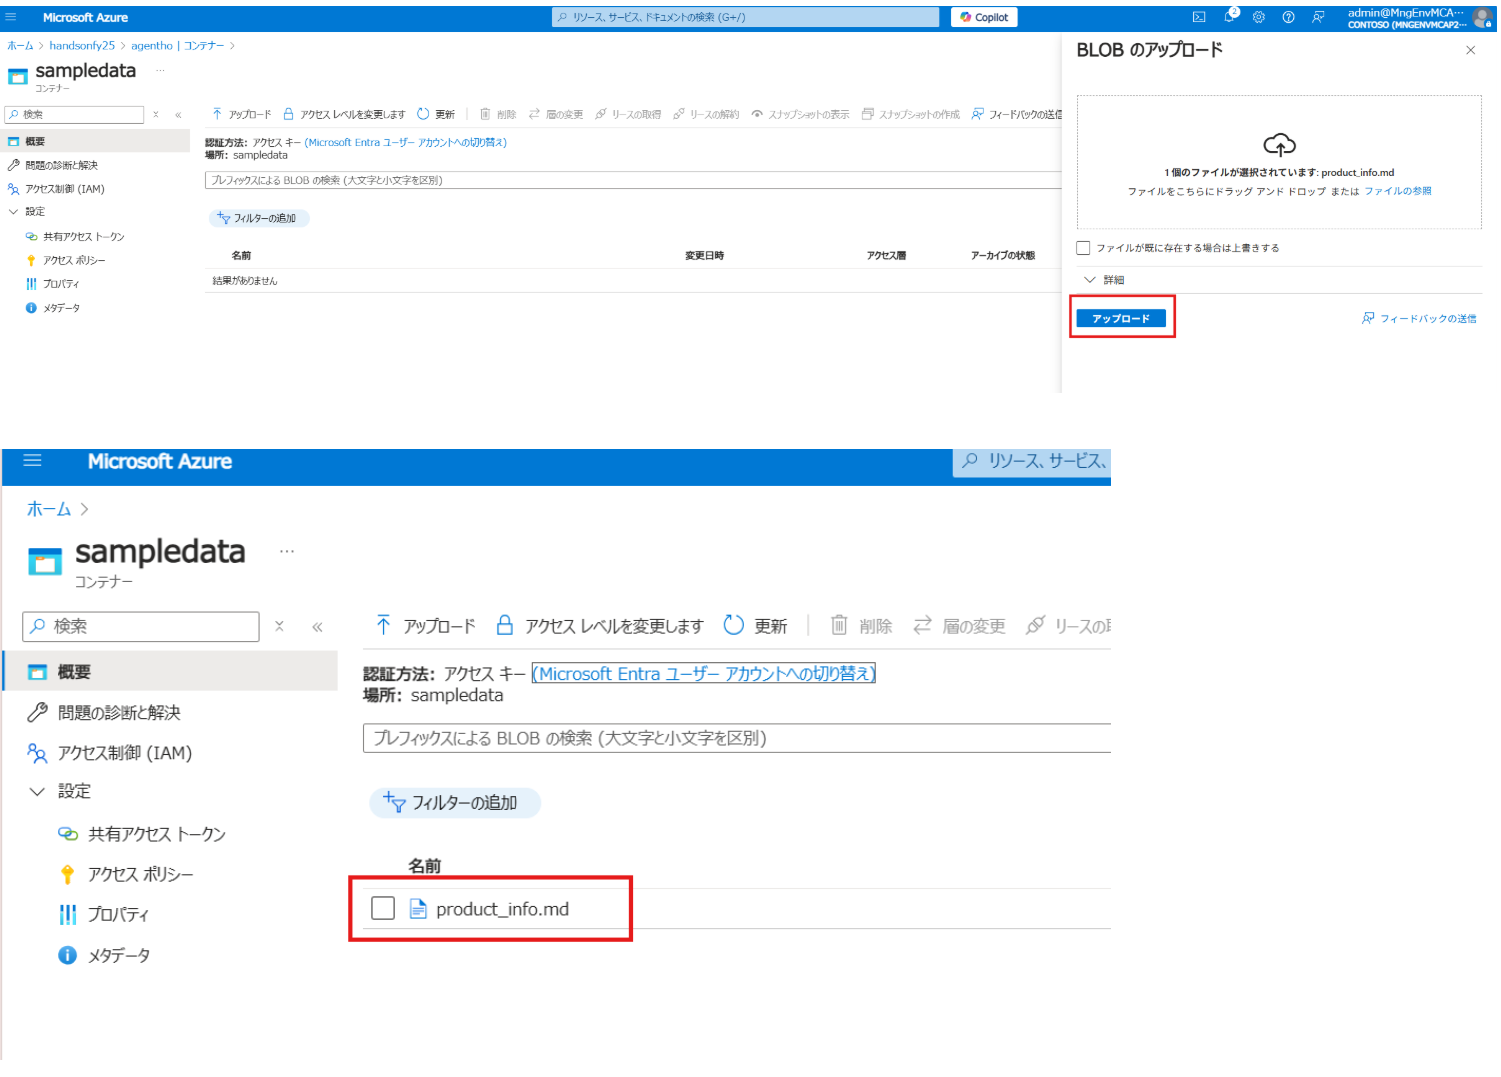 Microsoft Azure
リソース、サービス、ドキュメントの検索 (G+/)
Copilot
2
admin@MngEnvMCA...
CONTOSO (MNGENVMCAP2...
ホーム > handsonfy25 > agentho | コンテナー >
sampledata ...
コンテナー
検索
アップロード アクセス レベルを変更します 更新 削除 層の変更 リースの取得 リースの解約 スナップショットの表示 スナップショットの作成 フィードバックの送信
概要
問題の診断と解決
アクセス制御 (IAM)
設定
共有アクセス トークン
アクセス ポリシー
プロパティ
メタデータ
認証方法: アクセス キー (Microsoft Entra ユーザー アカウントへの切り替え)
場所: sampledata
プレフィックスによる BLOB の検索 (大文字と小文字を区別)
フィルターの追加
名前 変更日時 アクセス層 アーカイブの状態
結果がありません
BLOB のアップロード
1 個のファイルが選択されています: product_info.md
ファイルをこちらにドラッグ アンド ドロップ または ファイルの参照
ファイルが既に存在する場合は上書きする
詳細
アップロード
フィードバックの送信
Microsoft Azure
リソース、サービス、
ホーム >
sampledata ...
コンテナー
検索
アップロード アクセス レベルを変更します 更新 削除 層の変更 リースの
概要
問題の診断と解決
アクセス制御 (IAM)
設定
共有アクセス トークン
アクセス ポリシー
プロパティ
メタデータ
認証方法: アクセス キー (Microsoft Entra ユーザー アカウントへの切り替え)
場所: sampledata
プレフィックスによる BLOB の検索 (大文字と小文字を区別)
フィルターの追加
名前
product_info.md